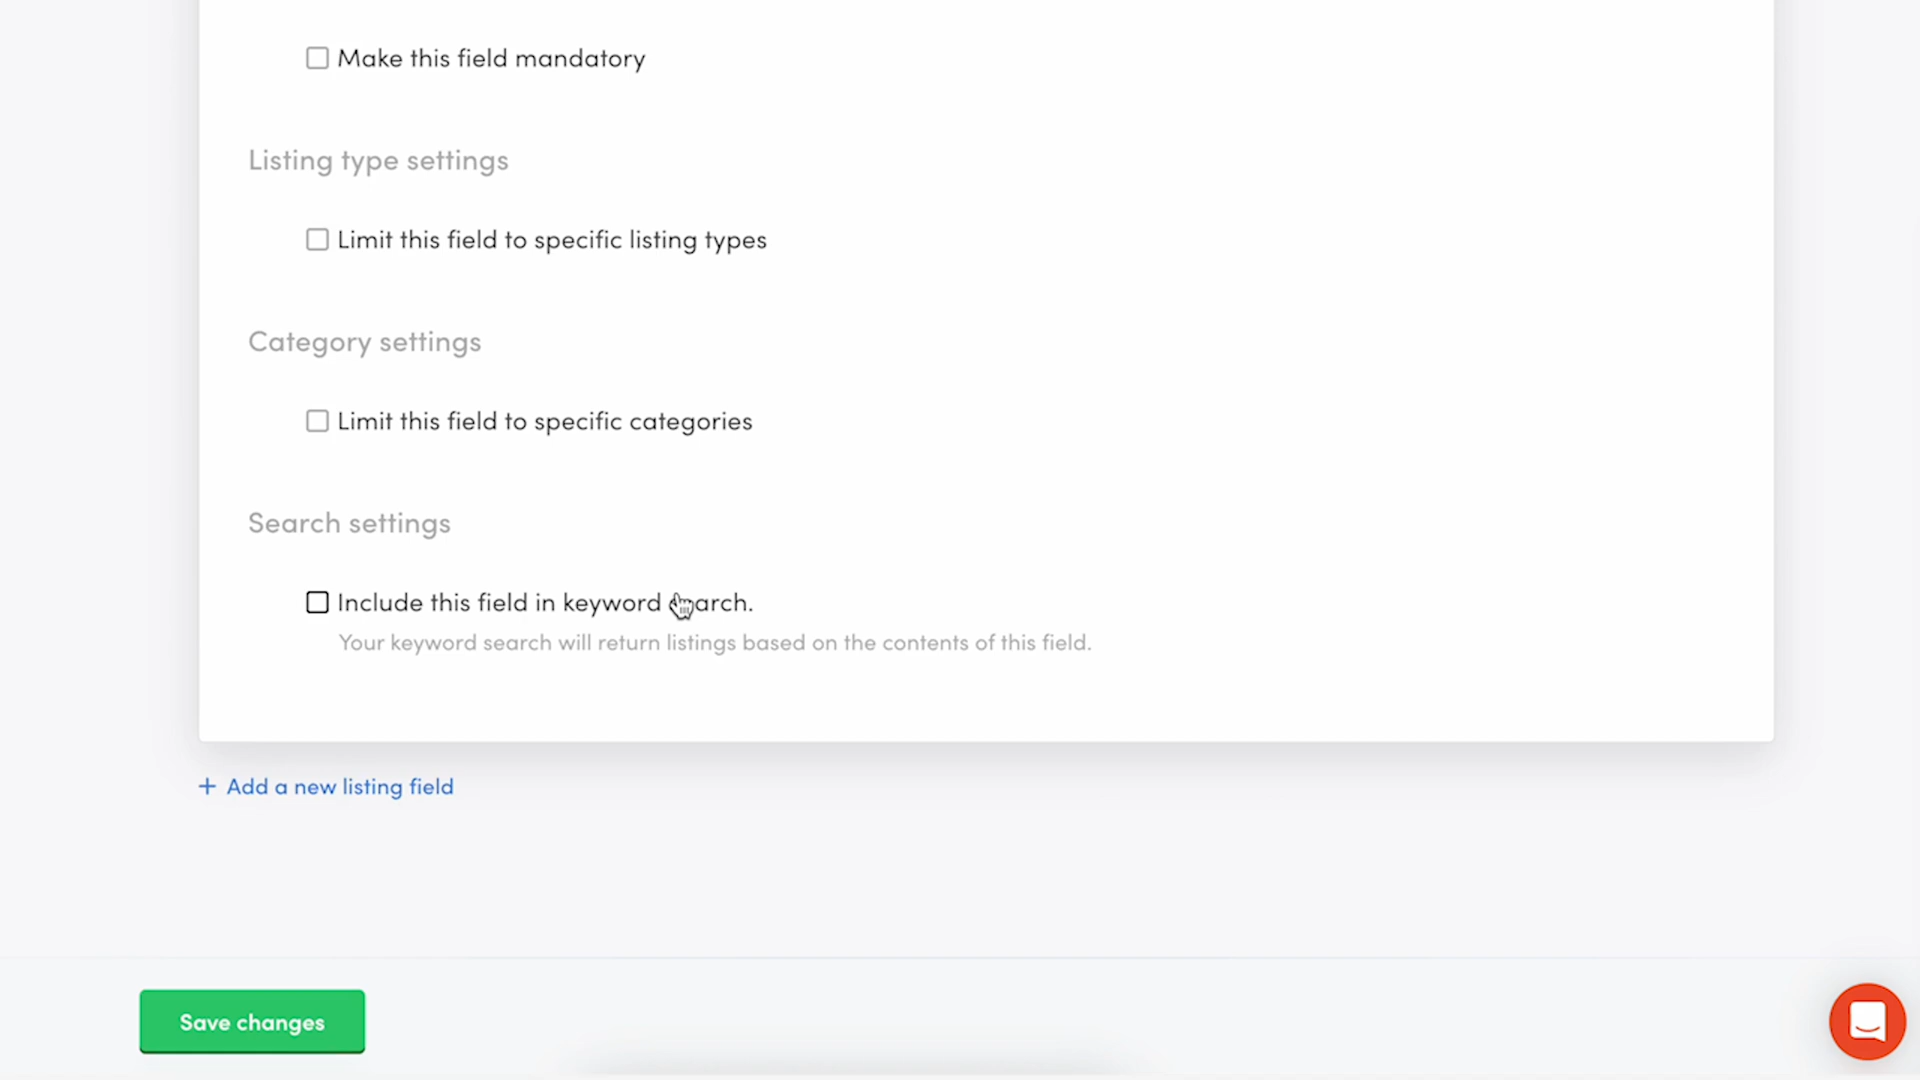 Make this field mandatory
Listing type settings
Limit this field to specific listing types
Category settings
Limit this field to specific categories
Search settings
Include this field in keyword search.
Your keyword search will return listings based on the contents of this field.
+ Add a new listing field
Save changes